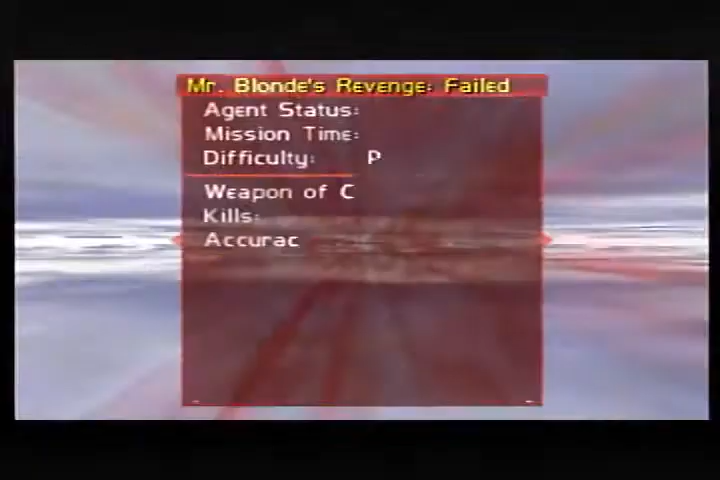 Mr. Blonde's Revenge: Failed
Agent Status:
Mission Time:
Difficulty: P
Weapon of C
Kills:
Accurac